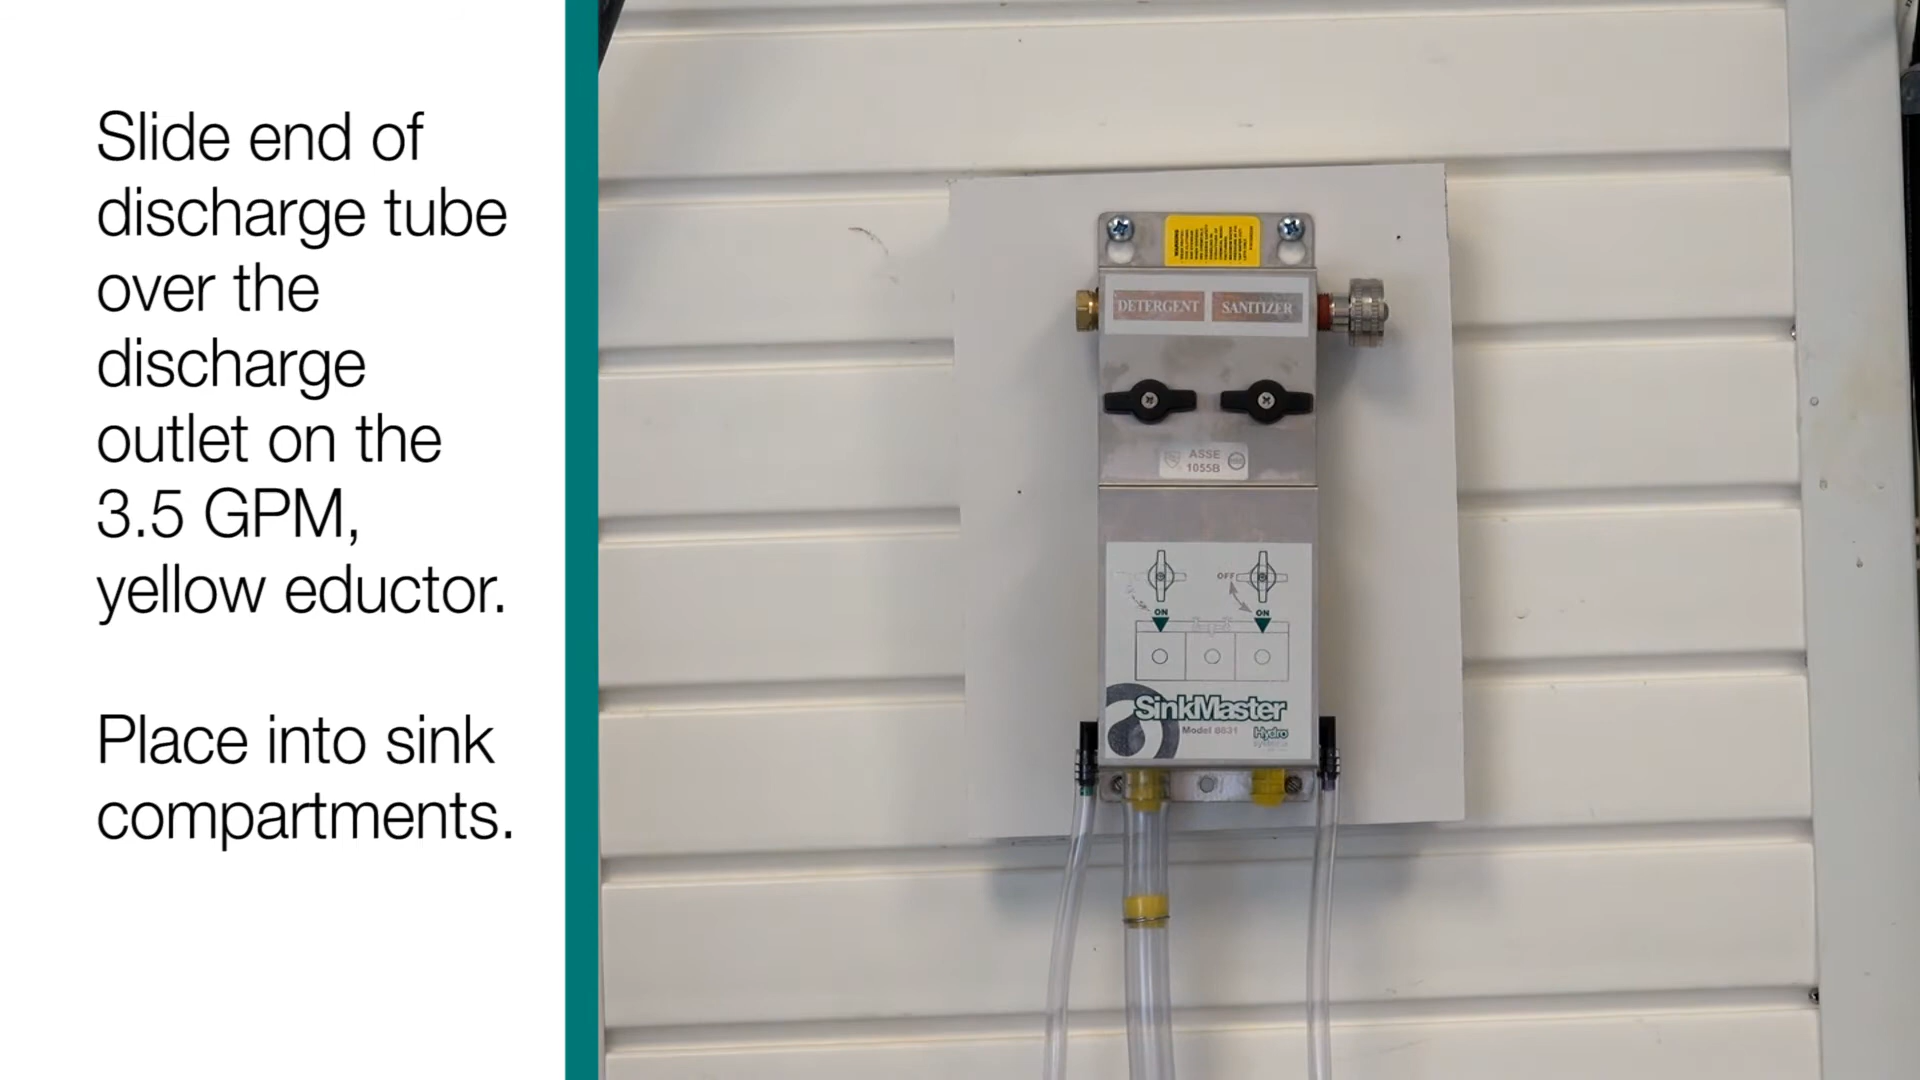 Slide end of
discharge tube
over the
discharge
outlet on the
3.5 GPM,
yellow eductor.
Place into sink
compartments.
WARNING
DETERGENT SANITIZER
ASSE
1055B
OFF
ON ON
SinkMaster
Model 8831
Hydro